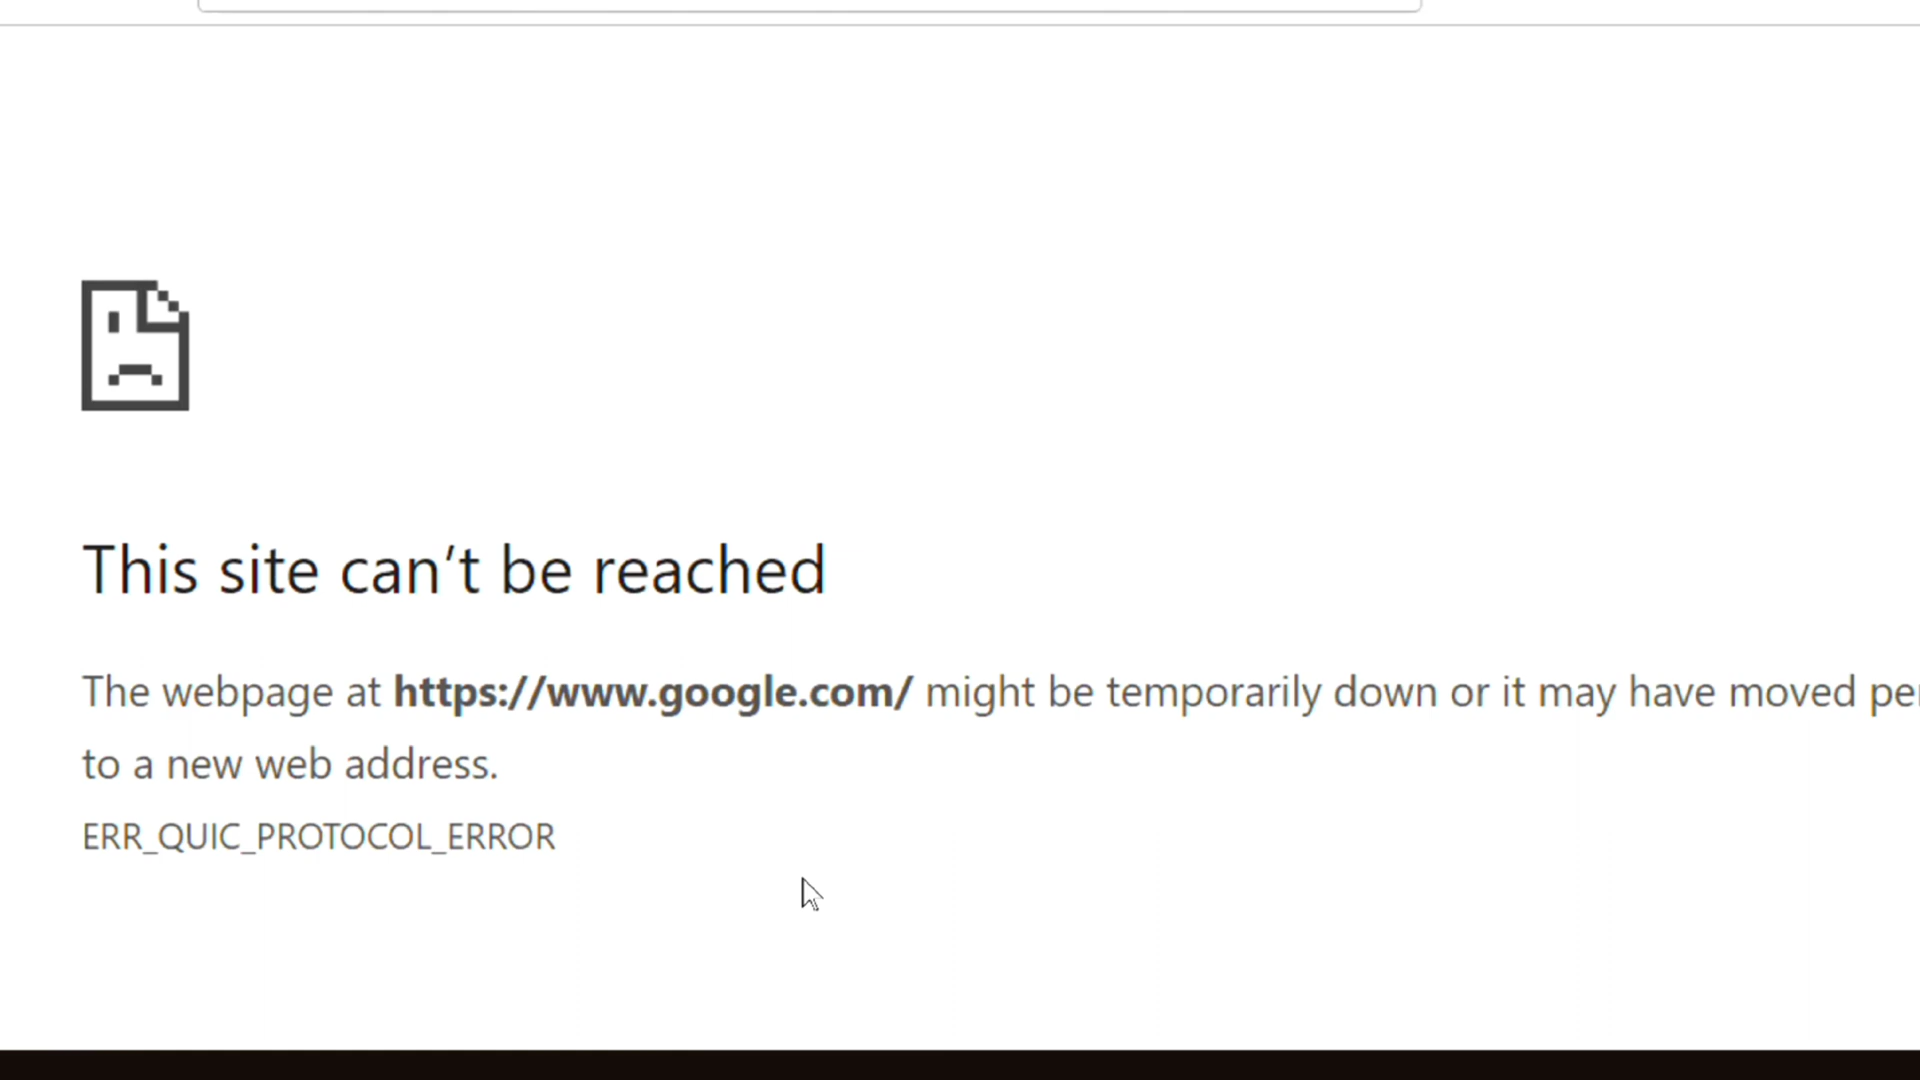 This site can’t be reached
The webpage at https://www.google.com/ might be temporarily down or it may have moved
to a new web address.
ERR_QUIC_PROTOCOL_ERROR